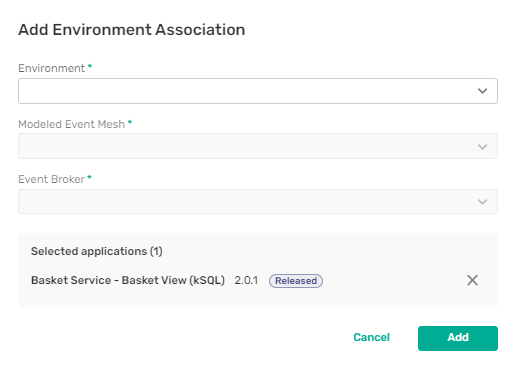 Add Environment Association
Environment *
Modeled Event Mesh *
Event Broker *
Selected applications (1)
Basket Service - Basket View (kSQL) 2.0.1 Released
Cancel Add